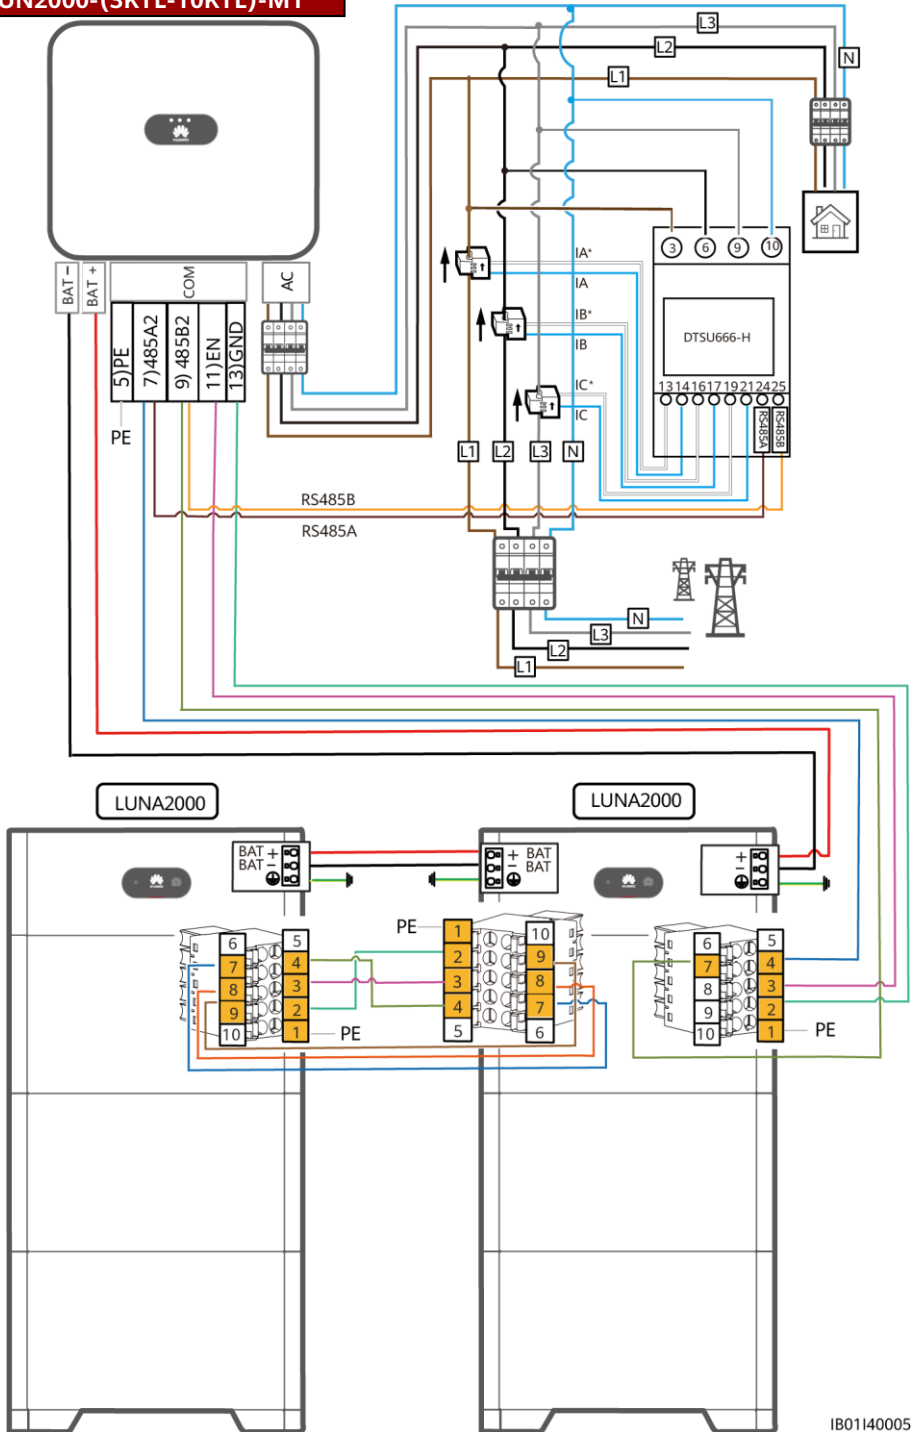 UN2000-(3KTL-10KTL)-M1
L3
L2
N
L1
BAT −
BAT +
COM
AC
5)PE
7)485A2
9) 485B2
11)EN
13)GND
PE
IA*
IA
IB*
IB
IC*
IC
3
6
9
10
DTSU666-H
13
14
16
17
19
21
24
25
RS485A
RS485B
L1
L2
L3
N
RS485B
RS485A
N
L3
L2
L1
LUNA2000
LUNA2000
BAT +
BAT −
+ BAT
− BAT
+
−
HUAWEI
6
7
8
9
10
5
4
3
2
1
PE
PE
1
2
3
4
5
10
9
8
7
6
6
7
8
9
10
5
4
3
2
1
PE
IB01I40005